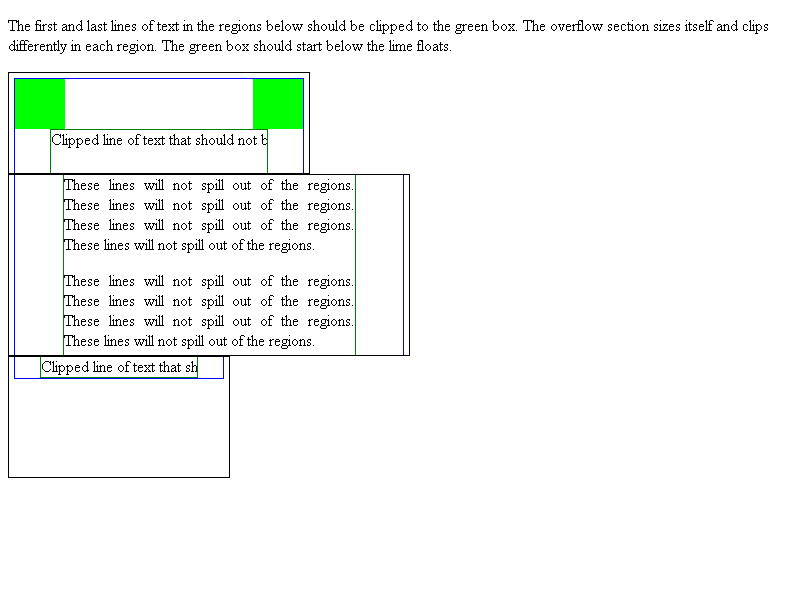 The first and last lines of text in the regions below should be clipped to the green box. The overflow section sizes itself and clips
differently in each region. The green box should start below the lime floats.
Clipped line of text that should not b
These lines will not spill out of the regions.
These lines will not spill out of the regions.
These lines will not spill out of the regions.
These lines will not spill out of the regions.
These lines will not spill out of the regions.
These lines will not spill out of the regions.
These lines will not spill out of the regions.
These lines will not spill out of the regions.
Clipped line of text that sh